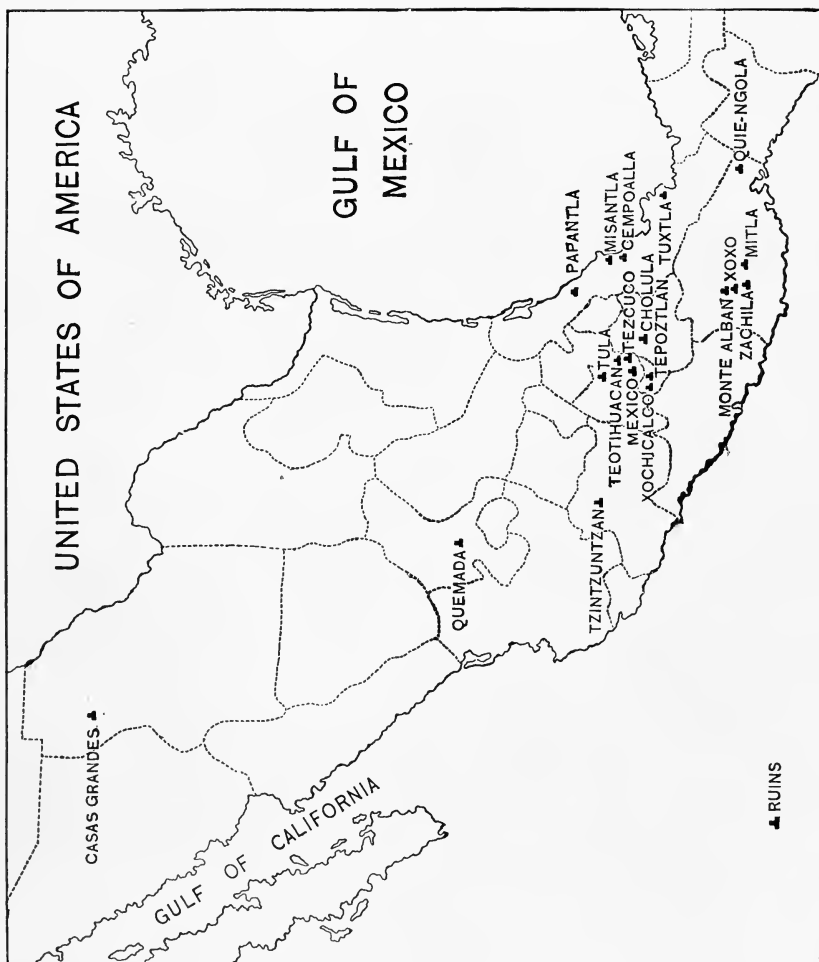 UNITED STATES OF AMERICA
GULF OF
MEXICO
CASAS GRANDES
GULF OF CALIFORNIA
QUEMADA
PAPANTLA
MISANTLA
CEMPOALLA
TULA
TEOTIHUACAN
TEZCUCO
MEXICO
CHOLULA
XOCHICALCO
TEPOZTLAN
TUXTLA
TZINTZUNTZAN
MONTE ALBAN
XOXO
ZACHILA
MITLA
QUIE-NGOLA
RUINS